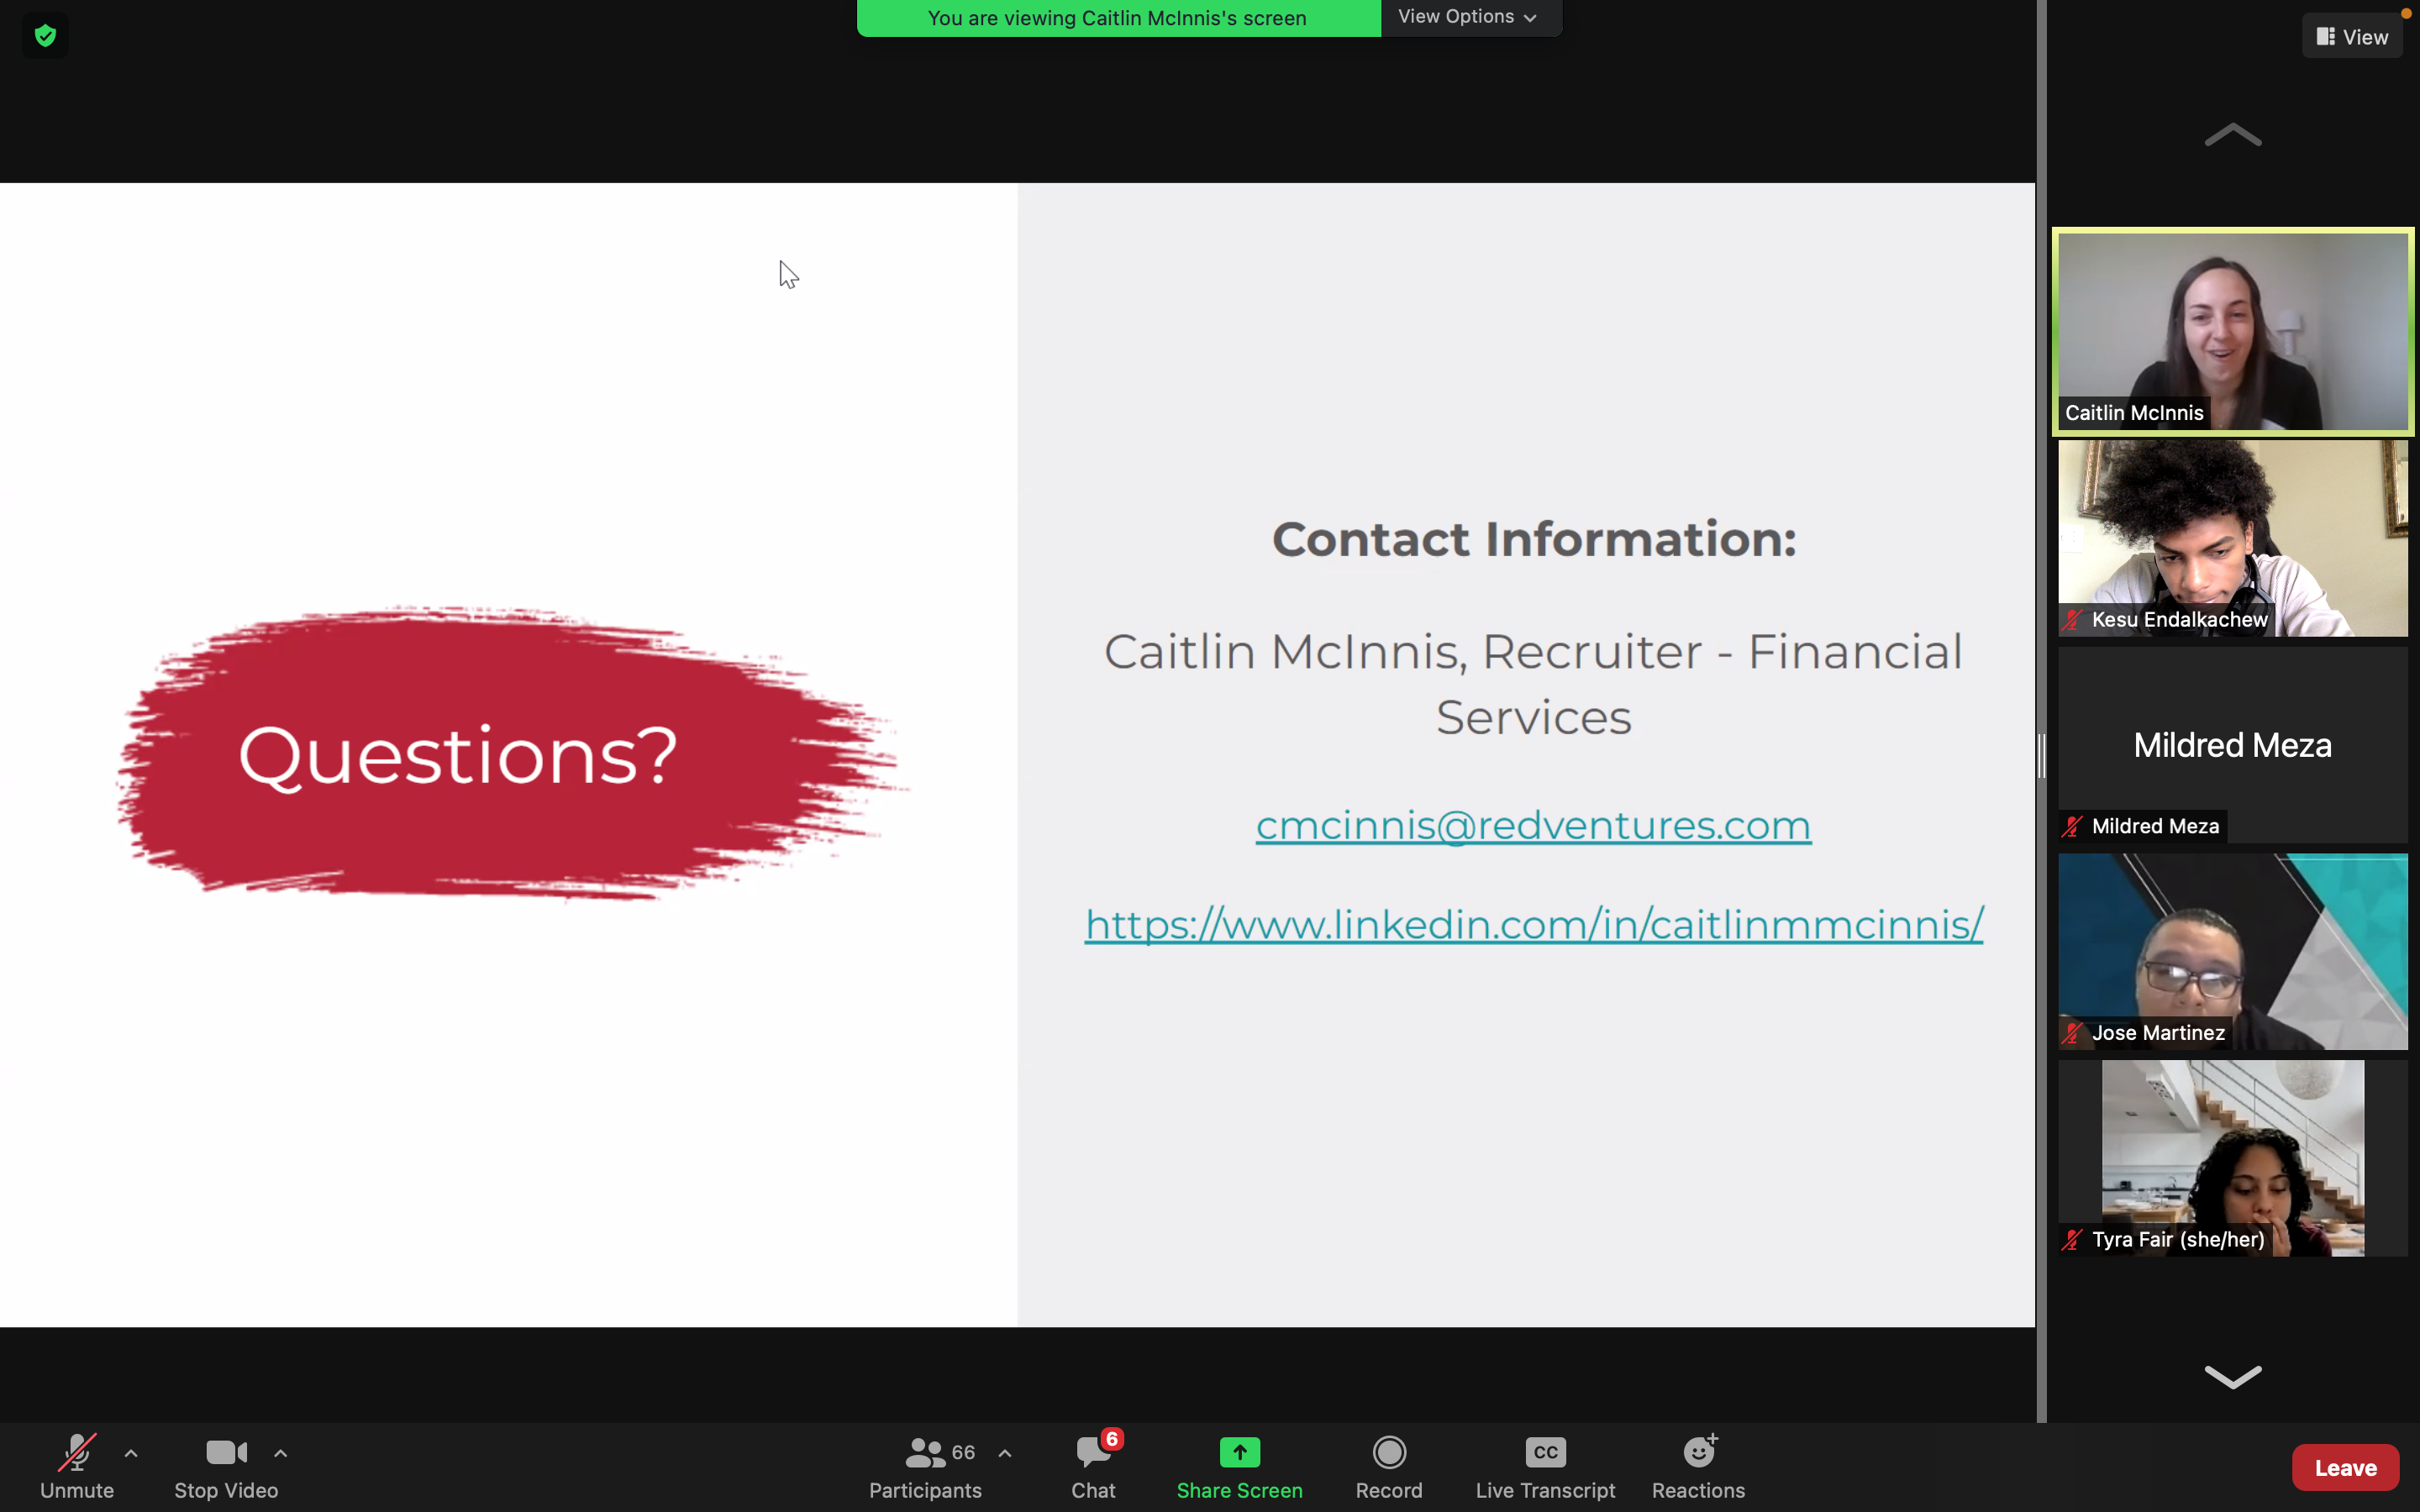 You are viewing Caitlin McInnis's screen
View Options
View
Questions?
Contact Information:
Caitlin McInnis, Recruiter - Financial
Services
cmcinnis@redventures.com
https://www.linkedin.com/in/caitlinmmcinnis/
Caitlin McInnis
Kesu Endalkachew
Mildred Meza
Mildred Meza
Jose Martinez
Tyra Fair (she/her)
Unmute
Stop Video
66
Participants
6
Chat
Share Screen
Record
CC
Live Transcript
Reactions
Leave